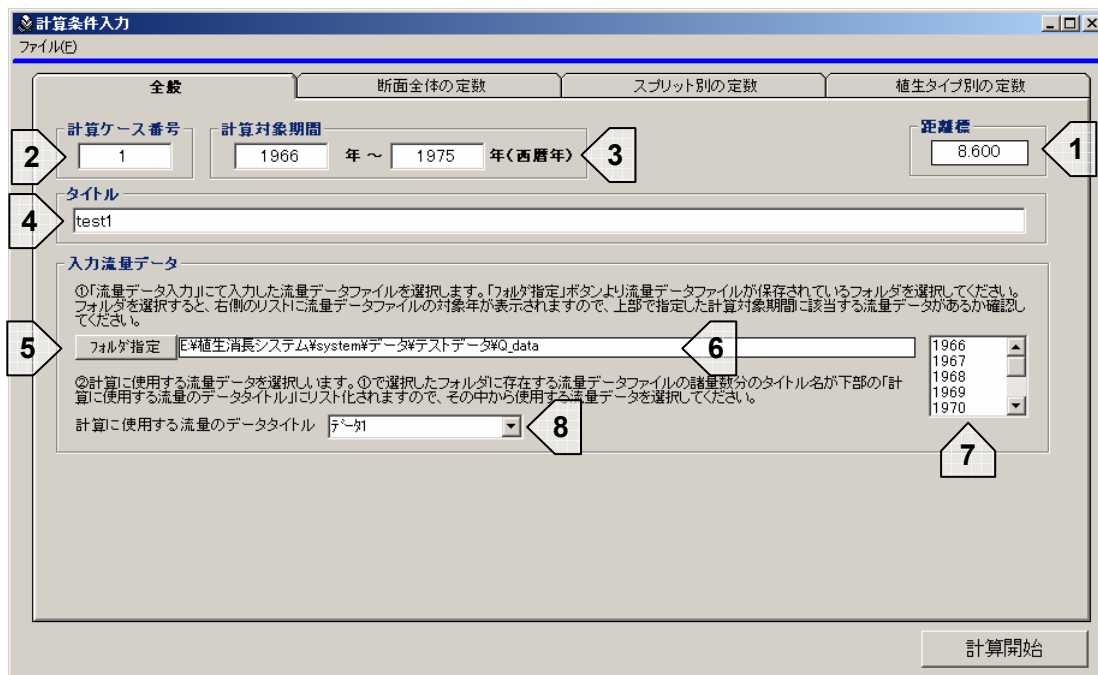 計算条件入力
ファイル(F)
全般
断面全体の定数
スプリット別の定数
植生タイプ別の定数
計算ケース番号
計算対象期間
距離標
2
1
1966
年 ～
1975
年(西暦年)
3
8.600
1
タイトル
4
test1
入力流量データ
①「流量データ入力」にて入力した流量データファイルを選択します。「フォルダ指定」ボタンより流量データファイルが保存されているフォルダを選択してください。
フォルダを選択すると、右側のリストに流量データファイルの対象年が表示されますので、上部で指定した計算対象期間に該当する流量データがあるか確認し
てください。
5
フォルダ指定
E:¥植生消長システム¥system¥データ¥テストデータ¥Q_data
6
1966
1967
1968
1969
1970
②計算に使用する流量データを選択しいます。①で選択したフォルダに存在する流量データファイルの諸量数分のタイトル名が下部の「計
算に使用する流量のデータタイトル」にリスト化されますので、その中から使用する流量データを選択してください。
計算に使用する流量のデータタイトル
データ1
8
7
計算開始